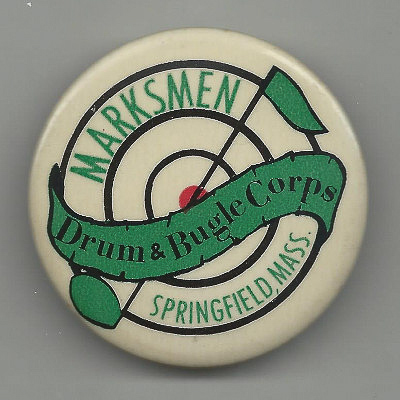 MARKSMEN
Drum & Bugle Corps
SPRINGFIELD, MASS.